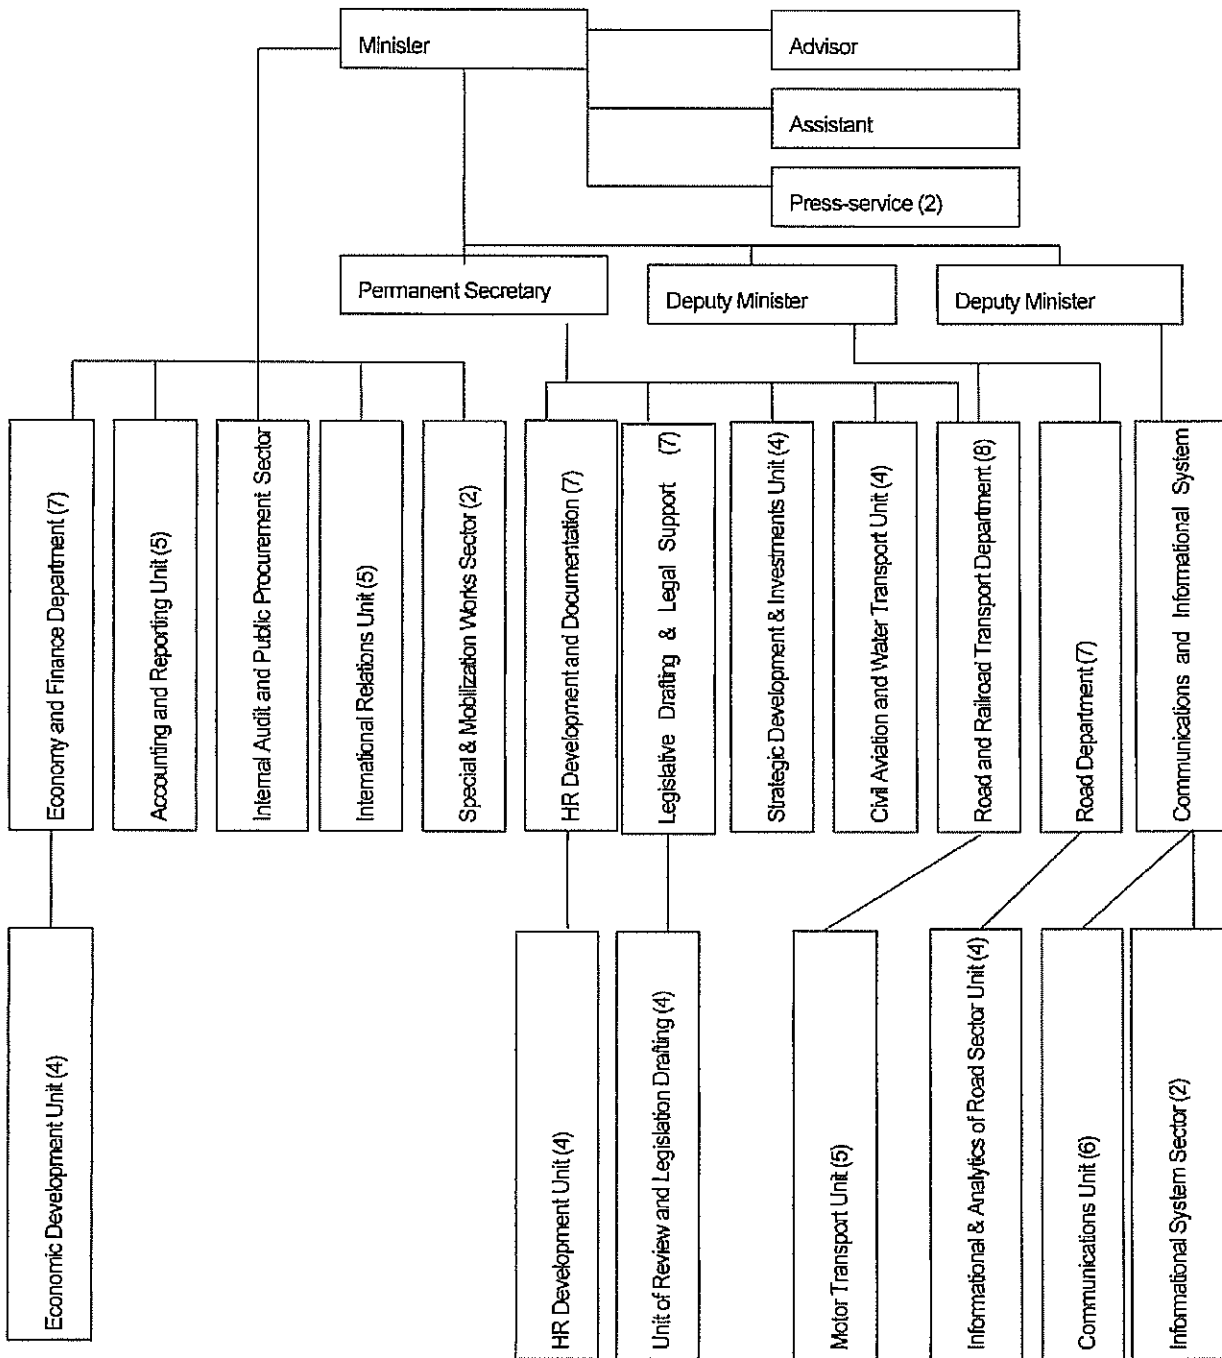 Minister
Advisor
Assistant
Press-service (2)
Permanent Secretary
Deputy Minister
Deputy Minister
Economy and Finance Department (7)
Accounting and Reporting Unit (5)
Internal Audit and Public Procurement Sector
International Relations Unit (5)
Special & Mobilization Works Sector (2)
HR Development and Documentation (7)
Legislative Drafting & Legal Support (7)
Strategic Development & Investments Unit (4)
Civil Aviation and Water Transport Unit (4)
Road and Railroad Transport Department (8)
Road Department (7)
Communications and Informational System
Economic Development Unit (4)
HR Development Unit (4)
Unit of Review and Legislation Drafting (4)
Motor Transport Unit (5)
Informational & Analytics of Road Sector Unit (4)
Communications Unit (6)
Informational System Sector (2)